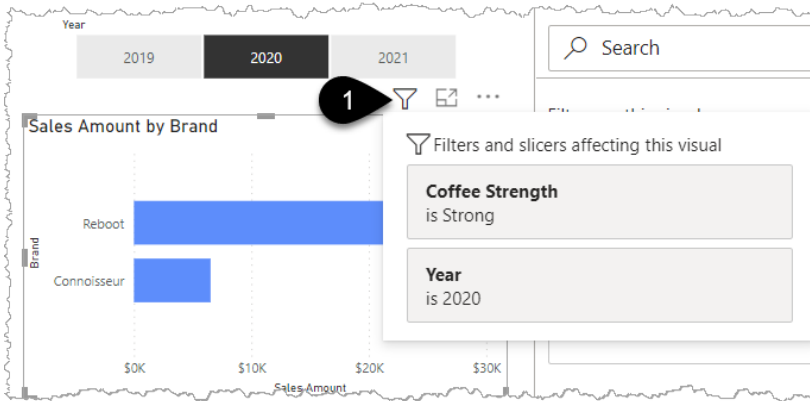 Year
2019
2020
2021
Search
1
Sales Amount by Brand
Filters and slicers affecting this visual
Coffee Strength
is Strong
Year
is 2020
Brand
Reboot
Connoisseur
$0K
$10K
$20K
$30K
Sales Amount